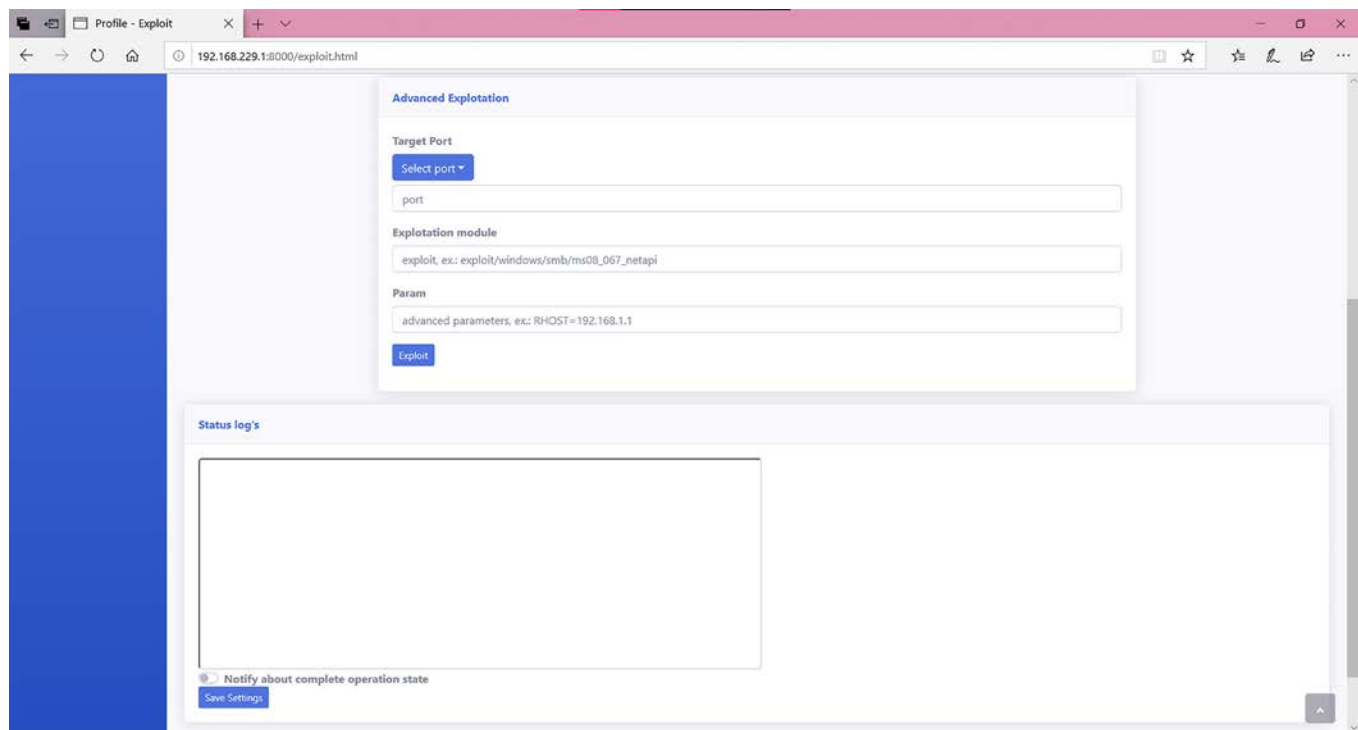 Profile - Exploit
192.168.229.1:8000/exploit.html
Advanced Explotation
Target Port
Select port
port
Explotation module
exploit, ex.: exploit/windows/smb/ms08_067_netapi
Param
advanced parameters, ex.: RHOST=192.168.1.1
Exploit
Status log's
Notify about complete operation state
Save Settings